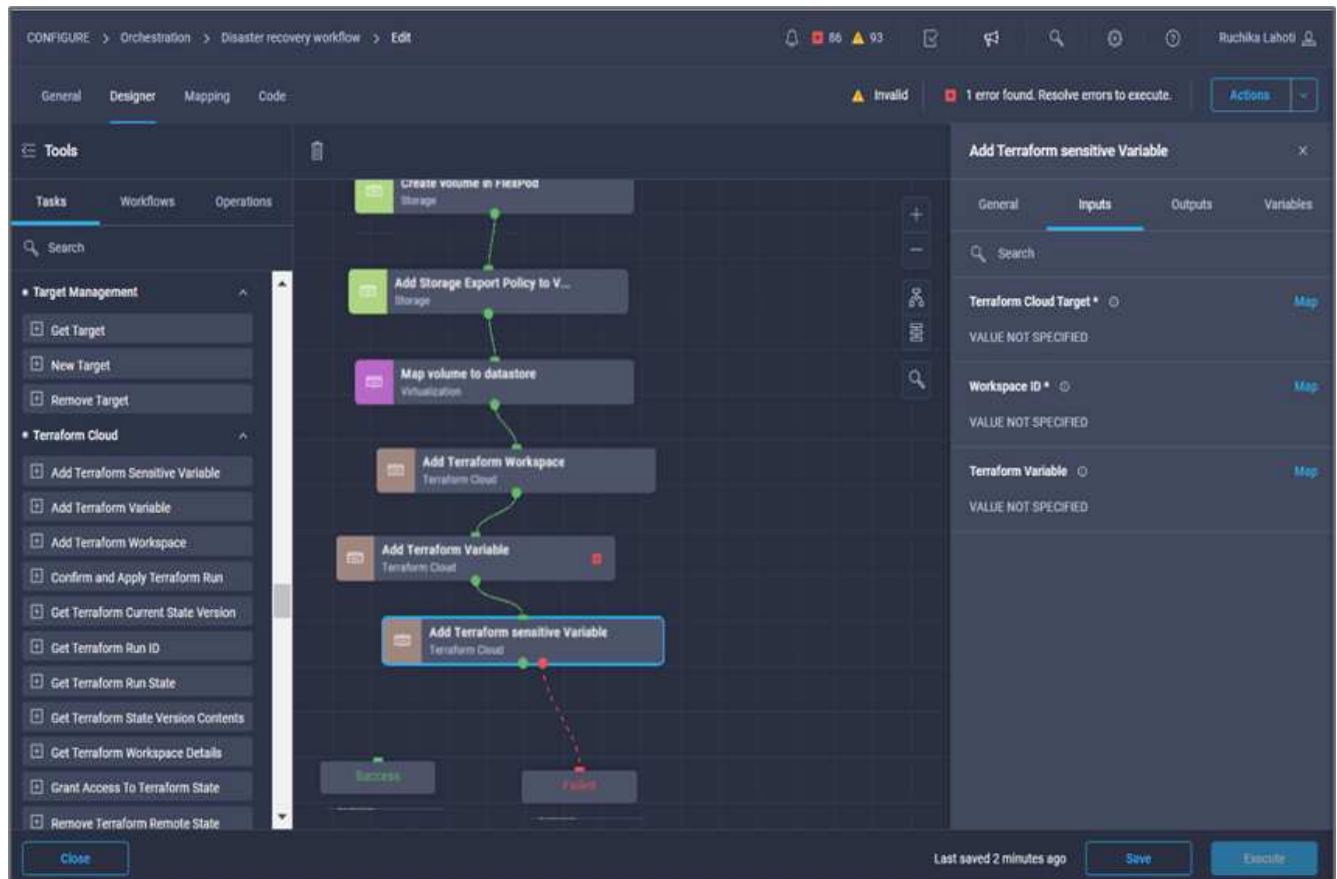 CONFIGURE > Orchestration > Disaster recovery workflow > Edit
86 93
Ruchika Lahoti
General Designer Mapping Code
Invalid
1 error found. Resolve errors to execute.
Actions
Tools
Tasks Workflows Operations
Search
Target Management
Get Target
New Target
Remove Target
Terraform Cloud
Add Terraform Sensitive Variable
Add Terraform Variable
Add Terraform Workspace
Confirm and Apply Terraform Run
Get Terraform Current State Version
Get Terraform Run ID
Get Terraform Run State
Get Terraform State Version Contents
Get Terraform Workspace Details
Grant Access To Terraform State
Remove Terraform Remote State
Create volume in FlexPod
Storage
Add Storage Export Policy to V...
Storage
Map volume to datastore
Virtualization
Add Terraform Workspace
Terraform Cloud
Add Terraform Variable
Terraform Cloud
Add Terraform sensitive Variable
Terraform Cloud
Success
Failed
Add Terraform sensitive Variable
General Inputs Outputs Variables
Search
Terraform Cloud Target * Map
VALUE NOT SPECIFIED
Workspace ID * Map
VALUE NOT SPECIFIED
Terraform Variable Map
VALUE NOT SPECIFIED
Close
Last saved 2 minutes ago
Save
Execute